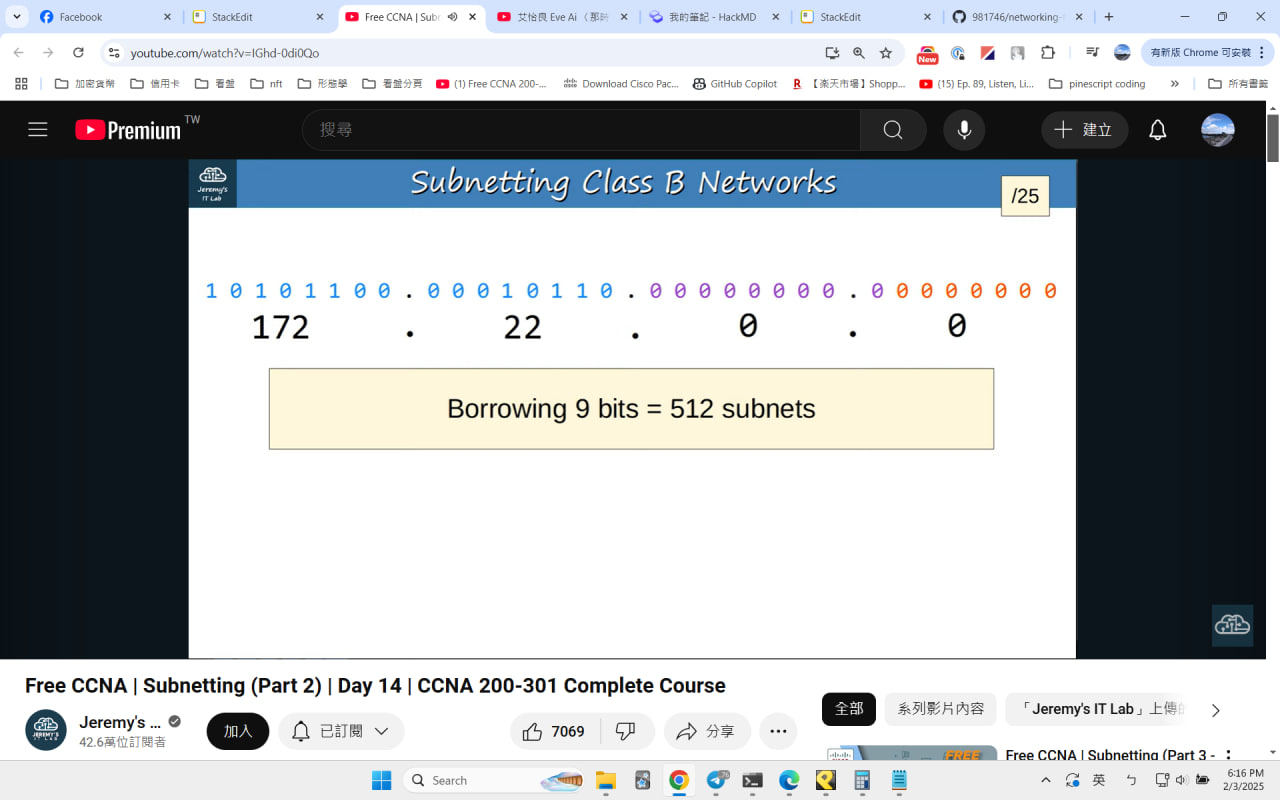 Facebook
StackEdit
Free CCNA | Sub
艾怡良 Eve Ai 〈那時
我的筆記 - HackMD
StackEdit
981746/networking-
youtube.com/watch?v=IGhd-0di0Qo
New
有新版 Chrome 可安裝
加密貨幣
信用卡
看盤
nft
形態學
看盤分頁
(1) Free CCNA 200-...
Download Cisco Pac...
GitHub Copilot
【楽天市場】Shopp...
(15) Ep. 89, Listen, Li...
pinescript coding
所有書籤
Premium
TW
搜尋
建立
Jeremy's
IT Lab
Subnetting Class B Networks
/25
1 0 1 0 1 1 0 0 . 0 0 0 1 0 1 1 0 . 0 0 0 0 0 0 0 0 . 0 0 0 0 0 0 0 0
172 . 22 . 0 . 0
Borrowing 9 bits = 512 subnets
Free CCNA | Subnetting (Part 2) | Day 14 | CCNA 200-301 Complete Course
Jeremy's ...
42.6萬位訂閱者
加入
已訂閱
7069
分享
全部
系列影片內容
「Jeremy's IT Lab」上傳的
FREE
Free CCNA | Subnetting (Part 3 -
Search
76
英
ㄅ
6:16 PM
2/3/2025